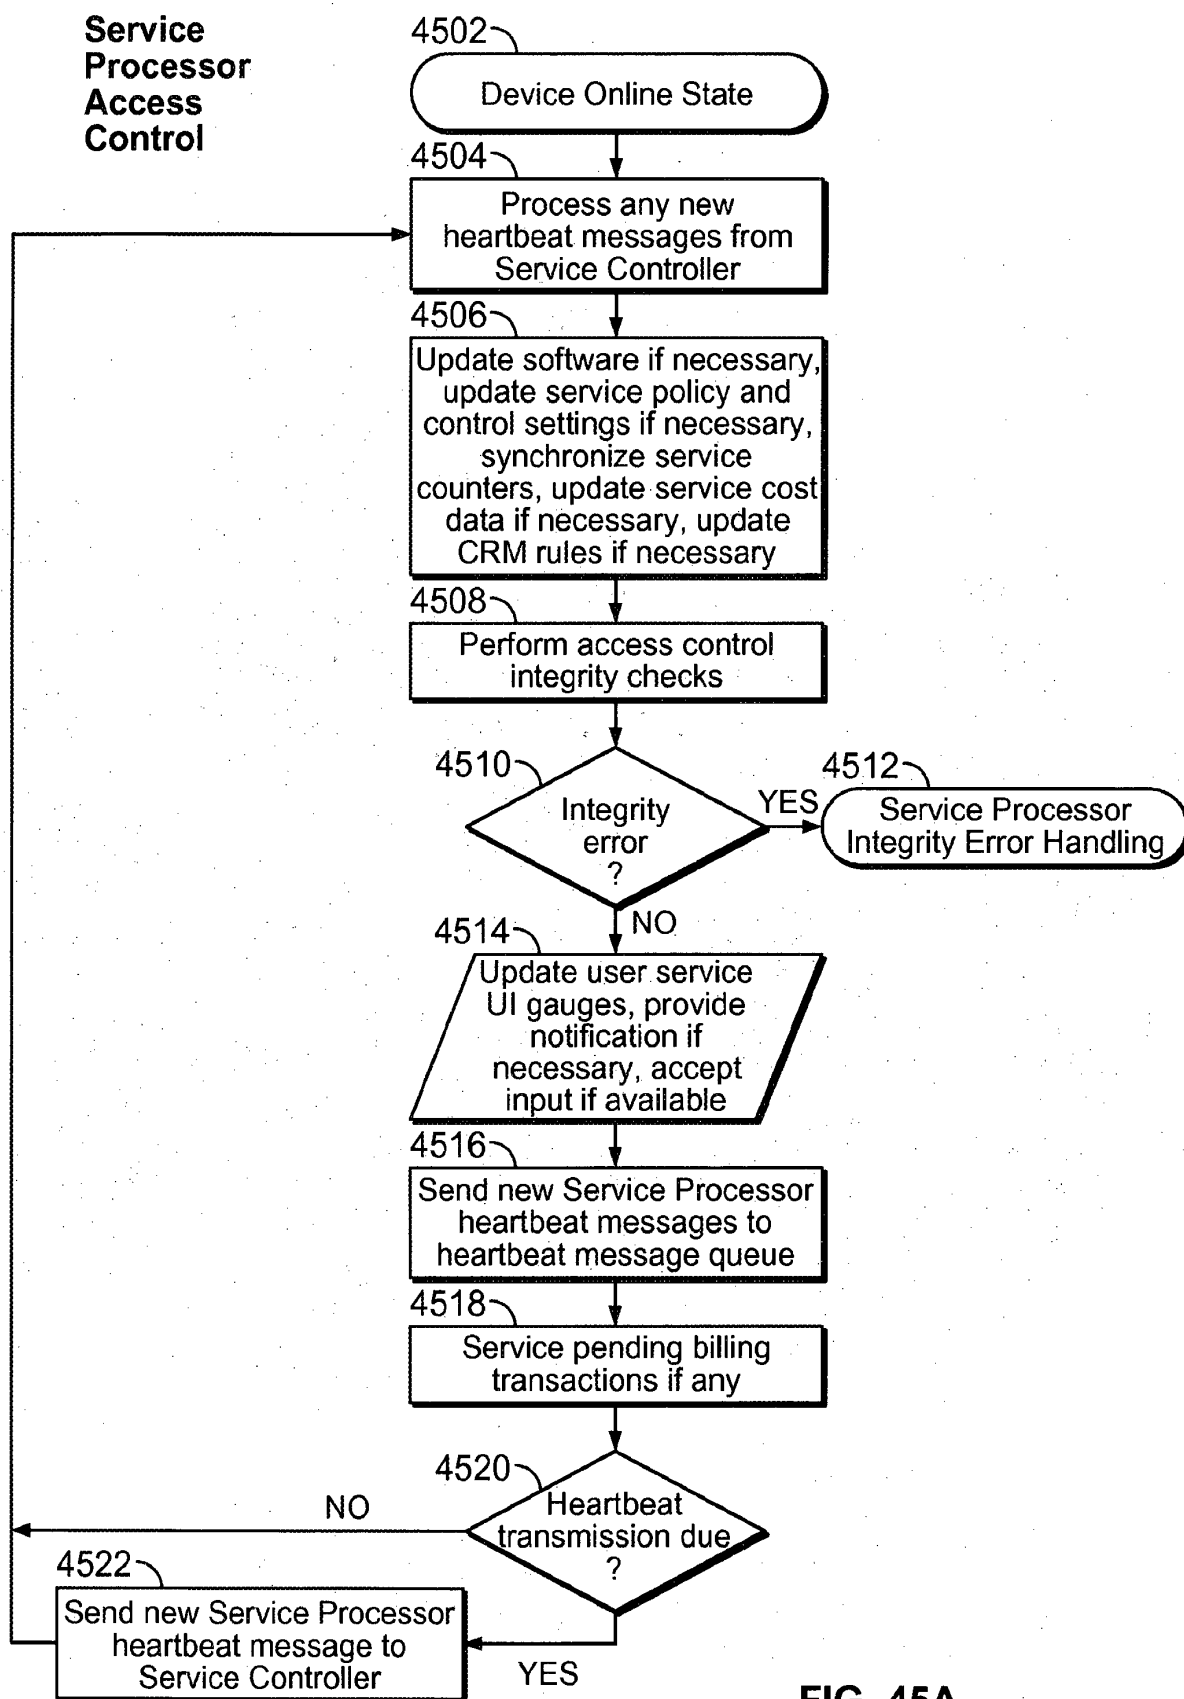 Service
Processor
Access
Control
4502
Device Online State
4504
Process any new
heartbeat messages from
Service Controller
4506
Update software if necessary,
update service policy and
control settings if necessary,
synchronize service
counters, update service cost
data if necessary, update
CRM rules if necessary
4508
Perform access control
integrity checks
4510
Integrity
error
?
YES
4512
Service Processor
Integrity Error Handling
NO
4514
Update user service
UI gauges, provide
notification if
necessary, accept
input if available
4516
Send new Service Processor
heartbeat messages to
heartbeat message queue
4518
Service pending billing
transactions if any
4520
Heartbeat
transmission due
?
NO
4522
Send new Service Processor
heartbeat message to
Service Controller
YES
FIG. 45A